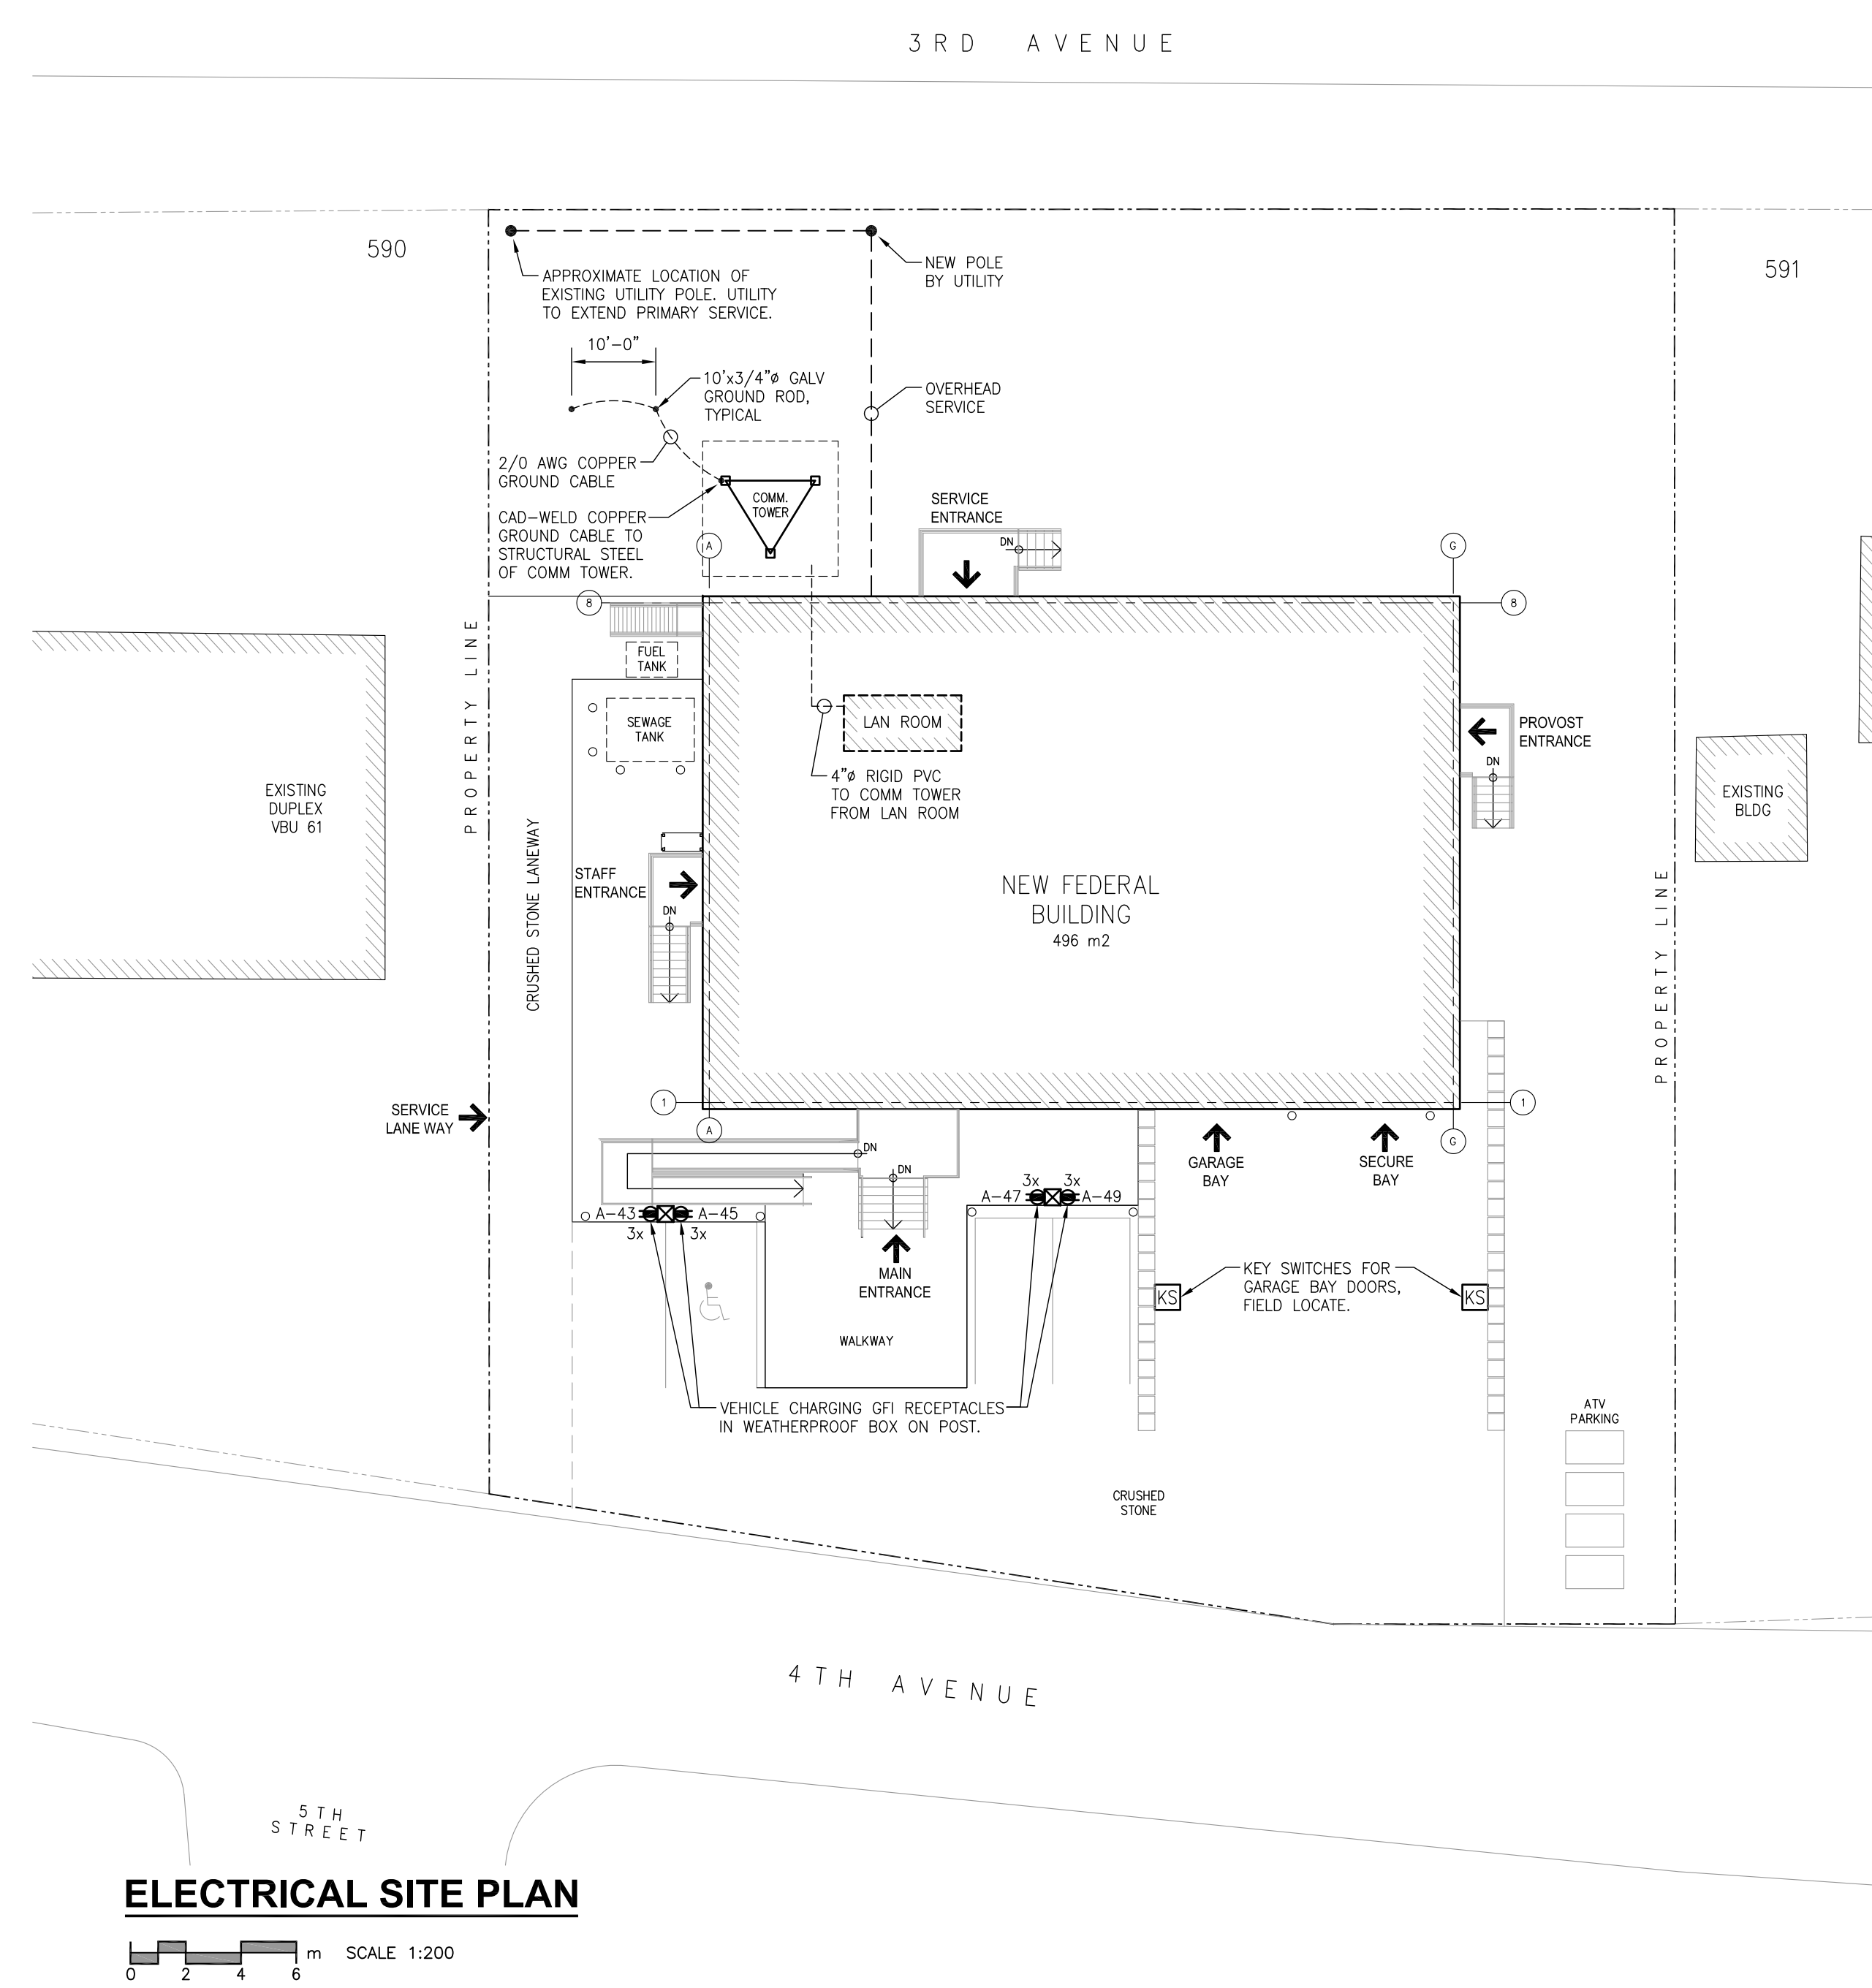 3RD AVENUE
590
591
APPROXIMATE LOCATION OF
EXISTING UTILITY POLE. UTILITY
TO EXTEND PRIMARY SERVICE.
NEW POLE
BY UTILITY
10'-0"
10'x3/4"ø GALV
GROUND ROD,
TYPICAL
OVERHEAD
SERVICE
2/0 AWG COPPER
GROUND CABLE
COMM.
TOWER
CAD-WELD COPPER
GROUND CABLE TO
STRUCTURAL STEEL
OF COMM TOWER.
SERVICE
ENTRANCE
DN
A
G
8
8
PROPERTY LINE
FUEL
TANK
SEWAGE
TANK
LAN ROOM
4"ø RIGID PVC
TO COMM TOWER
FROM LAN ROOM
PROVOST
ENTRANCE
DN
EXISTING
DUPLEX
VBU 61
EXISTING
BLDG
CRUSHED STONE LANEWAY
STAFF
ENTRANCE
DN
NEW FEDERAL
BUILDING
496 m2
PROPERTY LINE
SERVICE
LANE WAY
1
1
A
G
DN
DN
GARAGE
BAY
SECURE
BAY
3x 3x
A-47 A-49
A-43 A-45
3x 3x
MAIN
ENTRANCE
KEY SWITCHES FOR
GARAGE BAY DOORS,
FIELD LOCATE.
KS
KS
WALKWAY
VEHICLE CHARGING GFI RECEPTACLES
IN WEATHERPROOF BOX ON POST.
ATV
PARKING
CRUSHED
STONE
4TH AVENUE
5TH
STREET
ELECTRICAL SITE PLAN
m SCALE 1:200
0 2 4 6